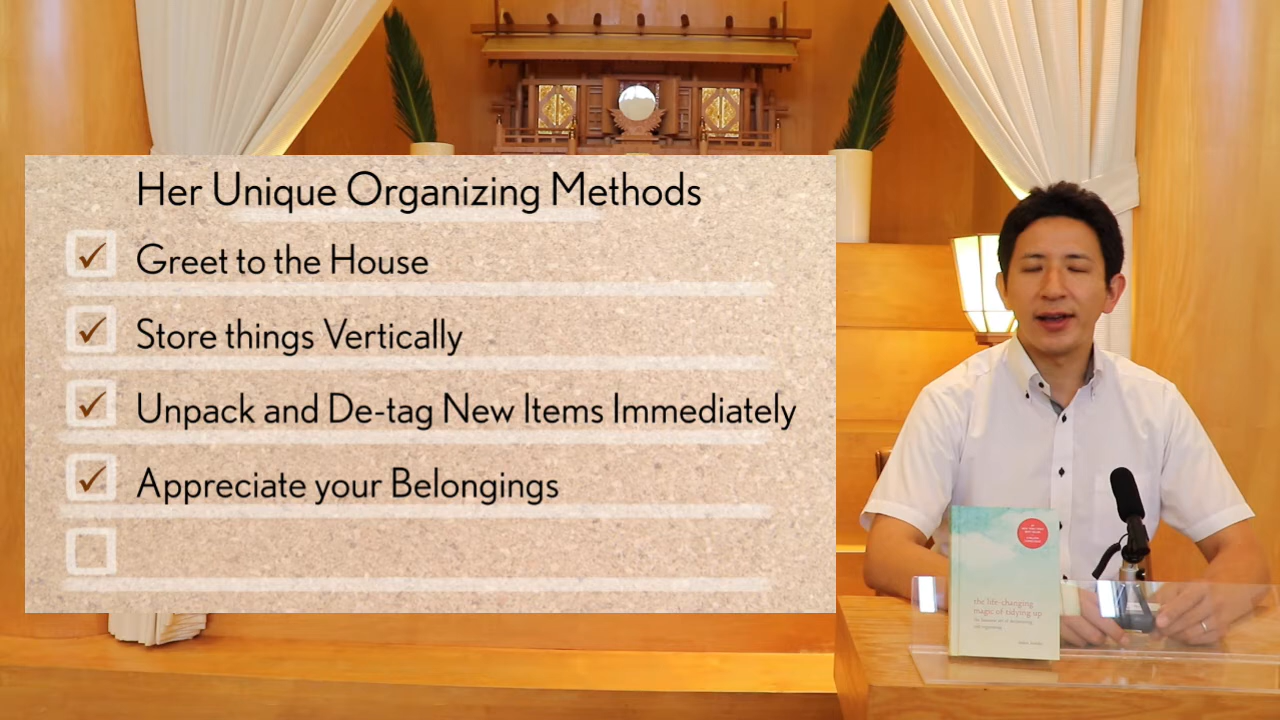 Her Unique Organizing Methods
Greet to the House
Store things Vertically
Unpack and De-tag New Items Immediately
Appreciate your Belongings
the life-changing
magic of tidying up